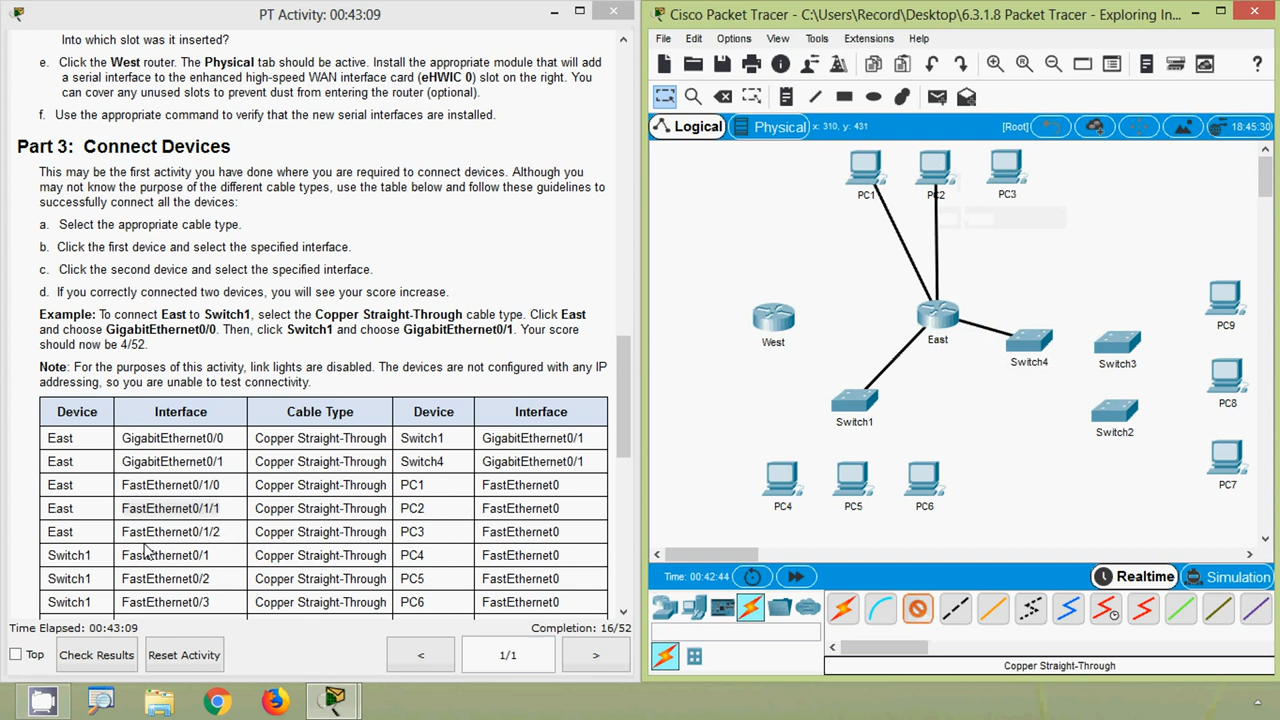 PT Activity: 00:43:09
Into which slot was it inserted?
e. Click the West router. The Physical tab should be active. Install the appropriate module that will add
a serial interface to the enhanced high-speed WAN interface card (eHWIC 0) slot on the right. You
can cover any unused slots to prevent dust from entering the router (optional).
f. Use the appropriate command to verify that the new serial interfaces are installed.
Part 3: Connect Devices
This may be the first activity you have done where you are required to connect devices. Although you
may not know the purpose of the different cable types, use the table below and follow these guidelines to
successfully connect all the devices:
a. Select the appropriate cable type.
b. Click the first device and select the specified interface.
c. Click the second device and select the specified interface.
d. If you correctly connected two devices, you will see your score increase.
Example: To connect East to Switch1, select the Copper Straight-Through cable type. Click East
and choose GigabitEthernet0/0. Then, click Switch1 and choose GigabitEthernet0/1. Your score
should now be 4/52.
Note: For the purposes of this activity, link lights are disabled. The devices are not configured with any IP
addressing, so you are unable to test connectivity.
Device Interface Cable Type Device Interface
East GigabitEthernet0/0 Copper Straight-Through Switch1 GigabitEthernet0/1
East GigabitEthernet0/1 Copper Straight-Through Switch4 GigabitEthernet0/1
East FastEthernet0/1/0 Copper Straight-Through PC1 FastEthernet0
East FastEthernet0/1/1 Copper Straight-Through PC2 FastEthernet0
East FastEthernet0/1/2 Copper Straight-Through PC3 FastEthernet0
Switch1 FastEthernet0/1 Copper Straight-Through PC4 FastEthernet0
Switch1 FastEthernet0/2 Copper Straight-Through PC5 FastEthernet0
Switch1 FastEthernet0/3 Copper Straight-Through PC6 FastEthernet0
Time Elapsed: 00:43:09 Completion: 16/52
Top Check Results Reset Activity < 1/1 >
Cisco Packet Tracer - C:\Users\Record\Desktop\6.3.1.8 Packet Tracer - Exploring In...
File Edit Options View Tools Extensions Help
Logical Physical x: 310, y: 431 [Root] 18:45:30
PC1 PC2 PC3
PC9
West East
Switch4 Switch3
PC8
Switch1 Switch2
PC7
PC4 PC5 PC6
Time: 00:42:44 Realtime Simulation
Copper Straight-Through